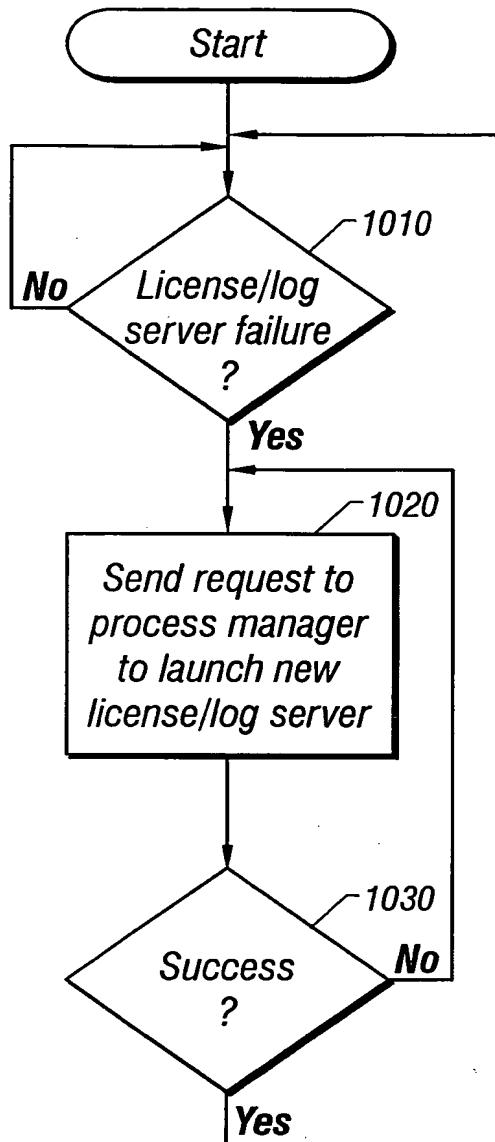 Start
1010
License/log
server failure
?
No
Yes
1020
Send request to
process manager
to launch new
license/log server
1030
Success
?
No
Yes